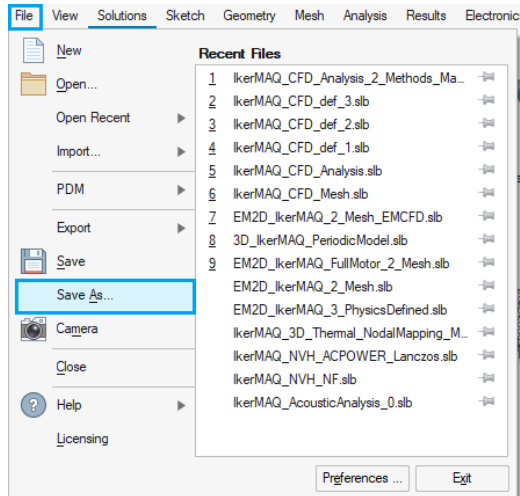 File View Solutions Sketch Geometry Mesh Analysis Results Electronic
New
Open...
Open Recent
Import...
PDM
Export
Save
Save As...
Camera
Close
Help
Licensing
Recent Files
1 IkerMAQ_CFD_Analysis_2_Methods_Ma...
2 IkerMAQ_CFD_def_3.slb
3 IkerMAQ_CFD_def_2.slb
4 IkerMAQ_CFD_def_1.slb
5 IkerMAQ_CFD_Analysis.slb
6 IkerMAQ_CFD_Mesh.slb
7 EM2D_IkerMAQ_2_Mesh_EMCFD.slb
8 3D_IkerMAQ_PeriodicModel.slb
9 EM2D_IkerMAQ_FullMotor_2_Mesh.slb
EM2D_IkerMAQ_2_Mesh.slb
EM2D_IkerMAQ_3_PhysicsDefined.slb
IkerMAQ_3D_Thermal_NodalMapping_M...
IkerMAQ_NVH_ACPOWER_Lanczos.slb
IkerMAQ_NVH_NF.slb
IkerMAQ_AcousticAnalysis_0.slb
Preferences ... Exit